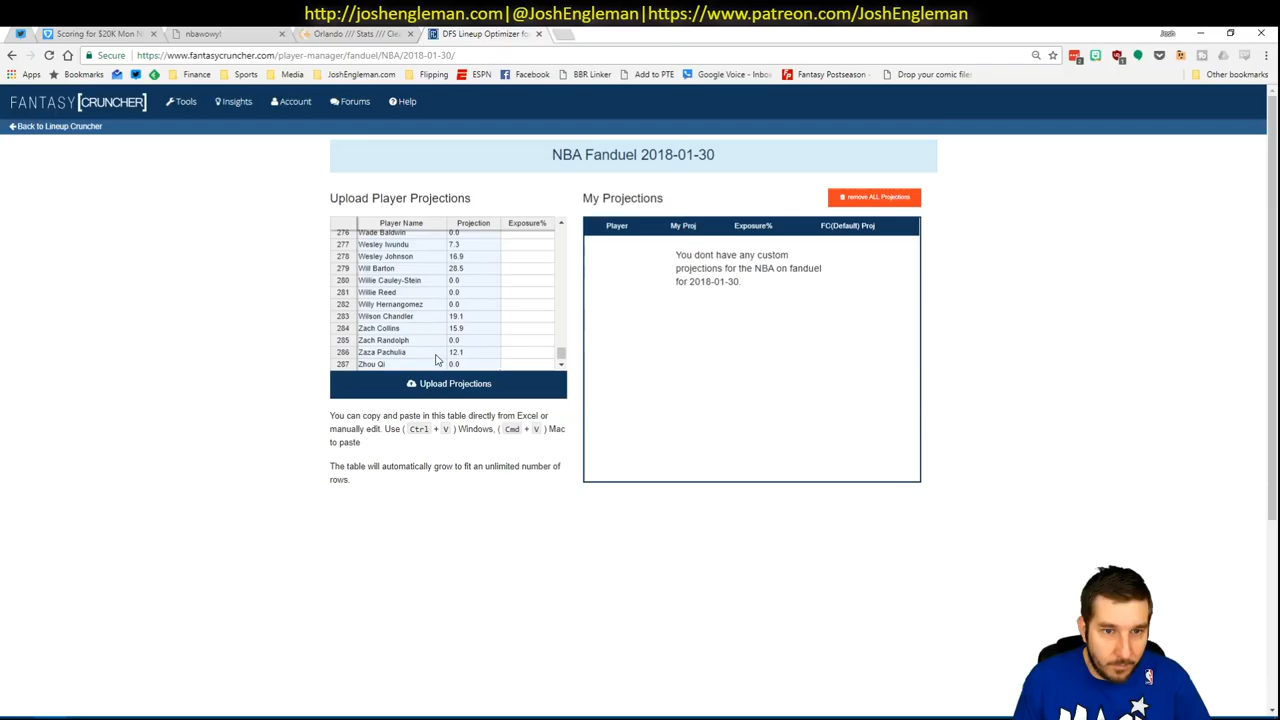 http://joshengleman.com|@JoshEngleman|https://www.patreon.com/JoshEngleman
Scoring for $20K Mon N
nbawowy!
Orlando /// Stats /// Cle
DFS Lineup Optimizer fo
Josh
Secure
https://www.fantasycruncher.com/player-manager/fanduel/NBA/2018-01-30/
Apps
Bookmarks
Finance
Sports
Media
JoshEngleman.com
Flipping
ESPN
Facebook
BBR Linker
Add to PTE
Google Voice - Inbo
Fantasy Postseason -
Drop your comic files
Other bookmarks
FANTASY[CRUNCHER]
Tools
Insights
Account
Forums
Help
Back to Lineup Cruncher
NBA Fanduel 2018-01-30
Upload Player Projections
Player Name Projection Exposure%
276 Wade Baldwin 0.0
277 Wesley Iwundu 7.3
278 Wesley Johnson 16.9
279 Will Barton 28.5
280 Willie Cauley-Stein 0.0
281 Willie Reed 0.0
282 Willy Hernangomez 0.0
283 Wilson Chandler 19.1
284 Zach Collins 15.9
285 Zach Randolph 0.0
286 Zaza Pachulia 12.1
287 Zhou Qi 0.0
Upload Projections
You can copy and paste in this table directly from Excel or
manually edit. Use ( Ctrl + V ) Windows, ( Cmd + V ) Mac
to paste
The table will automatically grow to fit an unlimited number of
rows.
My Projections
remove ALL Projections
Player My Proj Exposure% FC(Default) Proj
You dont have any custom
projections for the NBA on fanduel
for 2018-01-30.